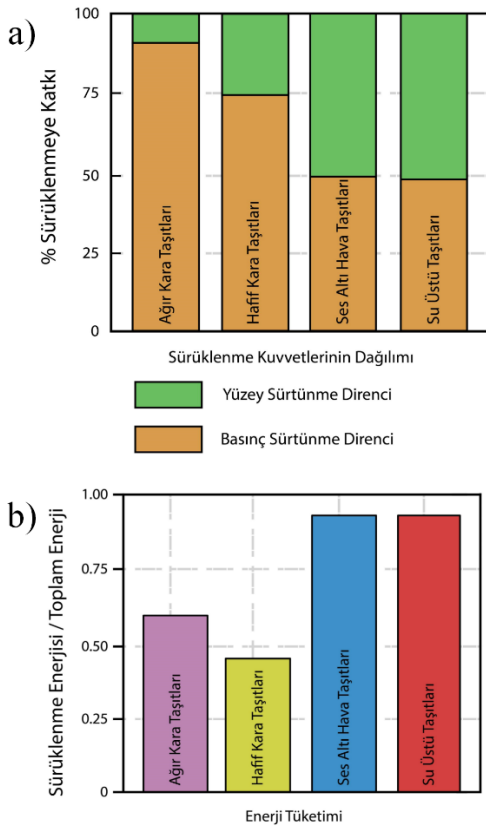 a)
% Sürüklenmeye Katkı
100
75
50
25
0
Ağır Kara Taşıtları
Hafif Kara Taşıtları
Ses Altı Hava Taşıtları
Su Üstü Taşıtları
Sürüklenme Kuvvetlerinin Dağılımı
Yüzey Sürtünme Direnci
Basınç Sürtünme Direnci
b)
Sürüklenme Enerjisi / Toplam Enerji
1.00
0.75
0.50
0.25
0
Ağır Kara Taşıtları
Hafif Kara Taşıtları
Ses Altı Hava Taşıtları
Su Üstü Taşıtları
Enerji Tüketimi